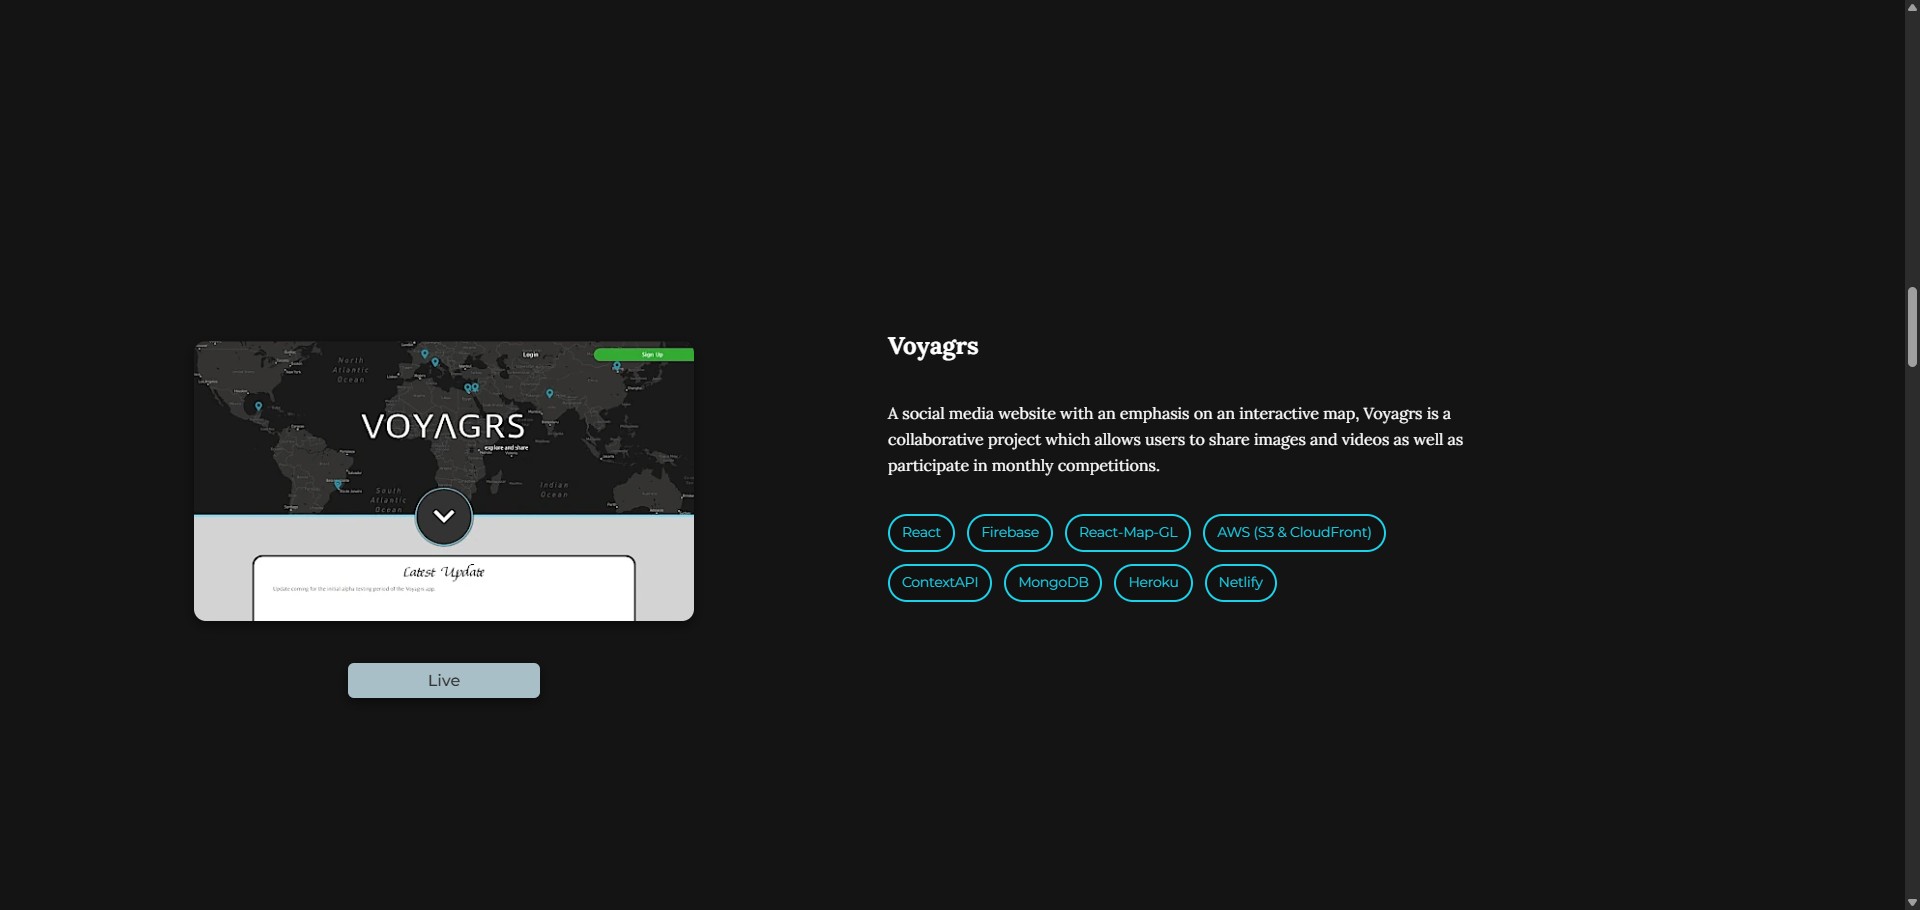 Voyagrs
A social media website with an emphasis on an interactive map, Voyagrs is a
collaborative project which allows users to share images and videos as well as
participate in monthly competitions.
React
Firebase
React-Map-GL
AWS (S3 & CloudFront)
ContextAPI
MongoDB
Heroku
Netlify
Login
Sign Up
North
Atlantic
Ocean
VOYAGRS
explore and share
South
Atlantic
Ocean
Indian
Ocean
Latest Update
Update coming for the initial alpha testing period of the Voyagrs app.
Live